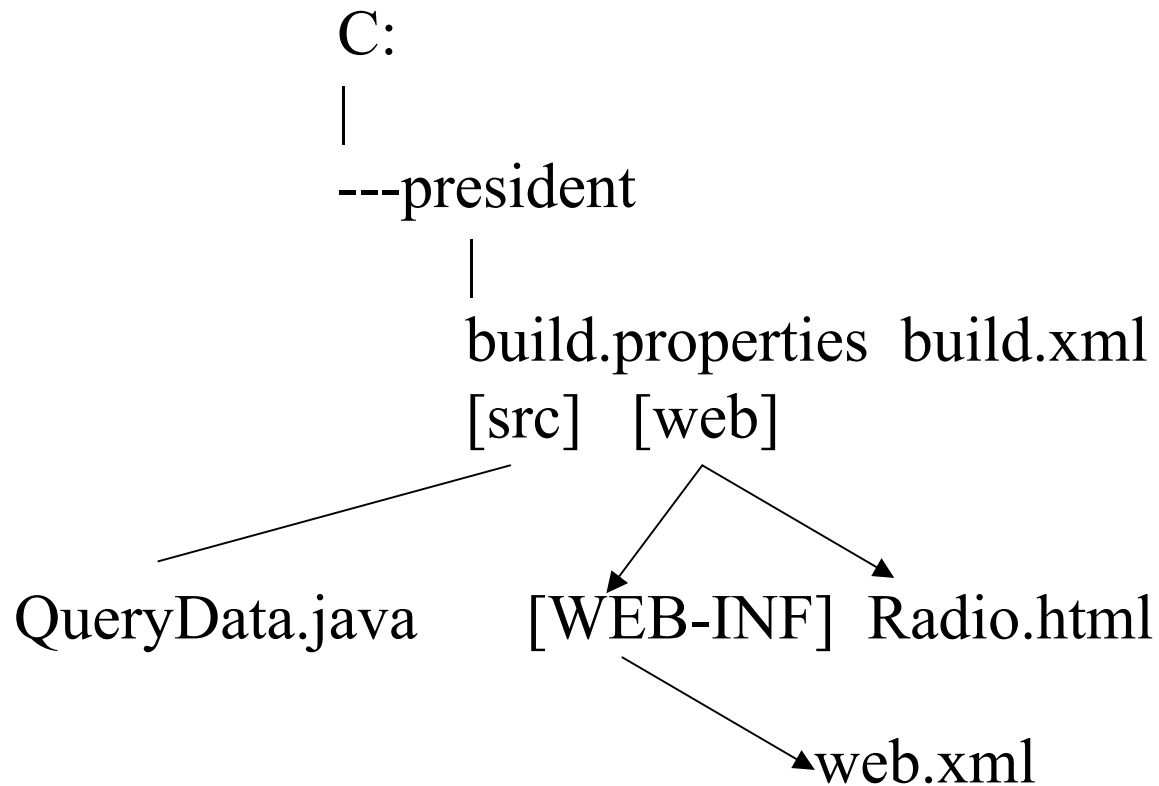 C:
|
---president
|
build.properties build.xml
[src] [web]
QueryData.java [WEB-INF] Radio.html
web.xml